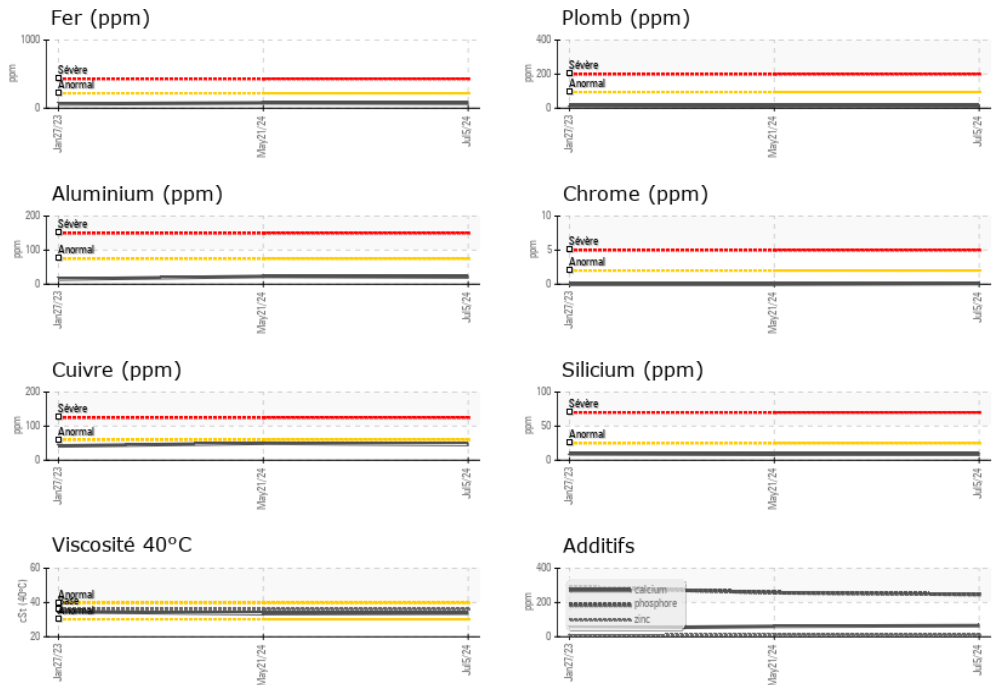 Fer (ppm)
1000
500
0
ppm
Sévère
Anormal
Jan27/23
May21/24
Jul5/24
Plomb (ppm)
400
200
0
ppm
Sévère
Anormal
Jan27/23
May21/24
Jul5/24
Aluminium (ppm)
200
100
0
ppm
Sévère
Anormal
Jan27/23
May21/24
Jul5/24
Chrome (ppm)
10
5
0
ppm
Sévère
Anormal
Jan27/23
May21/24
Jul5/24
Cuivre (ppm)
200
100
0
ppm
Sévère
Anormal
Jan27/23
May21/24
Jul5/24
Silicium (ppm)
100
50
0
ppm
Sévère
Anormal
Jan27/23
May21/24
Jul5/24
Viscosité 40°C
60
40
20
cSt (40°C)
Anormal
Base
Anormal
Jan27/23
May21/24
Jul5/24
Additifs
400
200
0
ppm
calcium
phosphore
zinc
Jan27/23
May21/24
Jul5/24